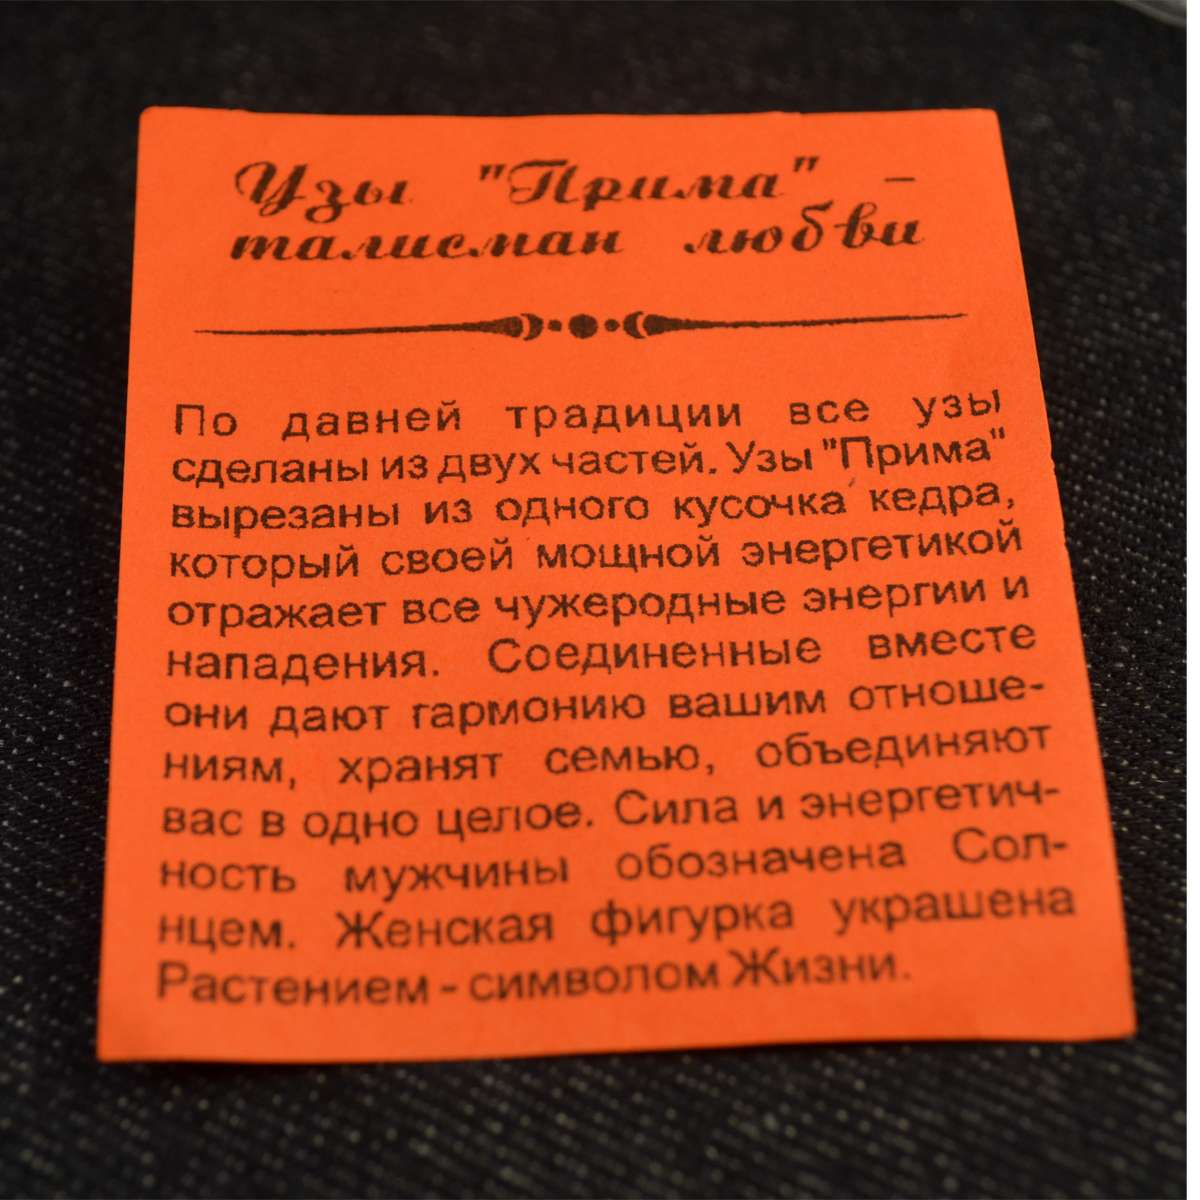 Узы "Прима" -
талисман любви
По давней традиции все узы
сделаны из двух частей. Узы "Прима"
вырезаны из одного кусочка кедра,
который своей мощной энергетикой
отражает все чужеродные энергии и
нападения. Соединенные вместе
они дают гармонию вашим отноше-
ниям, хранят семью, объединяют
вас в одно целое. Сила и энергетич-
ность мужчины обозначена Сол-
нцем. Женская фигурка украшена
Растением - символом Жизни.